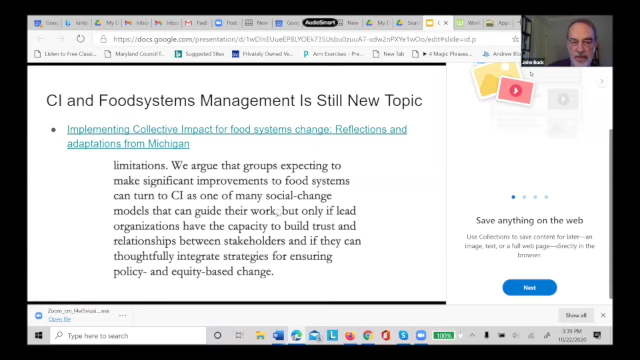 AudioSmart
https://docs.google.com/presentation/d/1wDInEUueEUYLOEk73SUsbu0zcmZnPXYE1wOo/edit#slide=id.p
Listen to Free Classi...
Maryland Council...
Suggested Sites
Privately Owned Ve...
Arm Exercises - Pr...
New Tab
4 Magic Phrases...
Andrew Blog
John Buck
CI and Foodsystems Management Is Still New Topic
Implementing Collective Impact for food systems change: Reflections and
adaptations from Michigan
limitations. We argue that groups expecting to
make significant improvements to food systems
can turn to CI as one of many social-change
models that can guide their work, but only if lead
organizations have the capacity to build trust and
relationships between stakeholders and if they can
thoughtfully integrate strategies for ensuring
policy- and equity-based change.
Save anything on the web
Use Collections to save content for later—an
image, text, or a full web page—directly in the
browser.
Next
Open file
Show all
Type here to search
100%
3:39 PM
10/22/2020